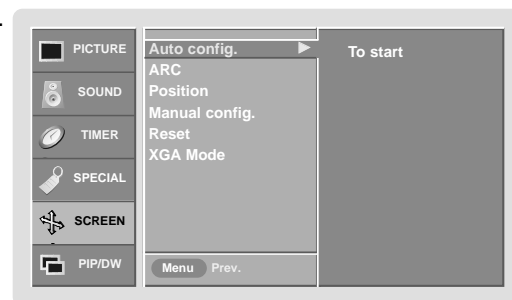 PICTURE
SOUND
TIMER
SPECIAL
SCREEN
PIP/DW
Auto config. ▶
ARC
Position
Manual config.
Reset
XGA Mode
Menu Prev.
To start